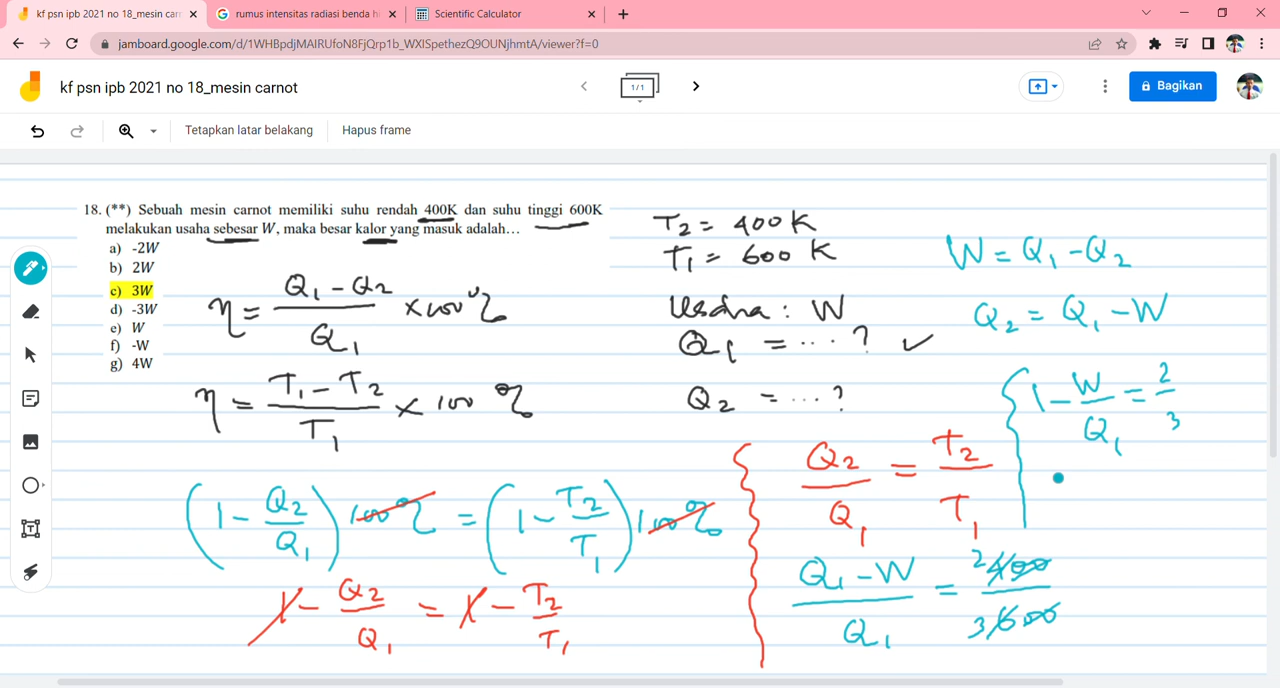 kf psn ipb 2021 no 18_mesin carn
rumus intensitas radiasi benda h
Scientific Calculator
jamboard.google.com/d/1WHBpdjMAIRUfoN8FjQrp1b_WXISpethezQ9OUNjhmtA/viewer?f=0
kf psn ipb 2021 no 18_mesin carnot
1/1
Bagikan
Tetapkan latar belakang
Hapus frame
18. (**) Sebuah mesin carnot memiliki suhu rendah 400K dan suhu tinggi 600K
melakukan usaha sebesar W, maka besar kalor yang masuk adalah…
a) -2W
b) 2W
c) 3W
d) -3W
e) W
f) -W
g) 4W
η = (Q₁ - Q₂)/Q₁ × 100 %
η = (T₁ - T₂)/T₁ × 100 %
(1 - Q₂/Q₁) 100 % = (1 - T₂/T₁) 100 %
1 - Q₂/Q₁ = 1 - T₂/T₁
T₂ = 400 K
T₁ = 600 K
Usaha : W
Q₁ = ... ? ✓
Q₂ = ... ?
Q₂/Q₁ = T₂/T₁
(Q₁ - W)/Q₁ = 2 400/3 600
W = Q₁ - Q₂
Q₂ = Q₁ - W
1 - W/Q₁ = 2/3